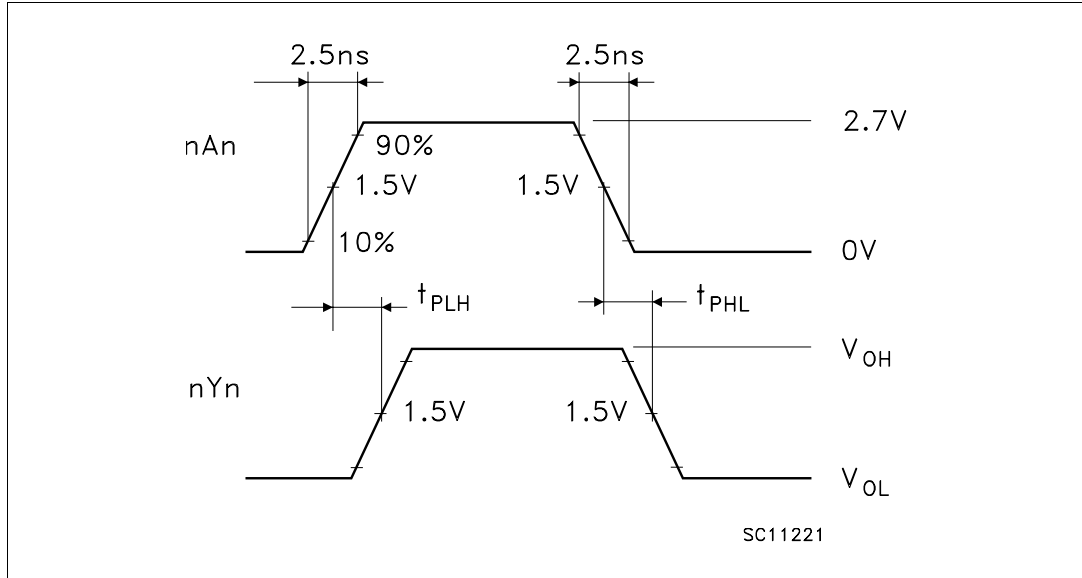 2.5ns 2.5ns
2.7V
nAn 90%
1.5V 1.5V
10%
0V
tPLH tPHL
VOH
nYn
1.5V 1.5V
VOL
SC11221